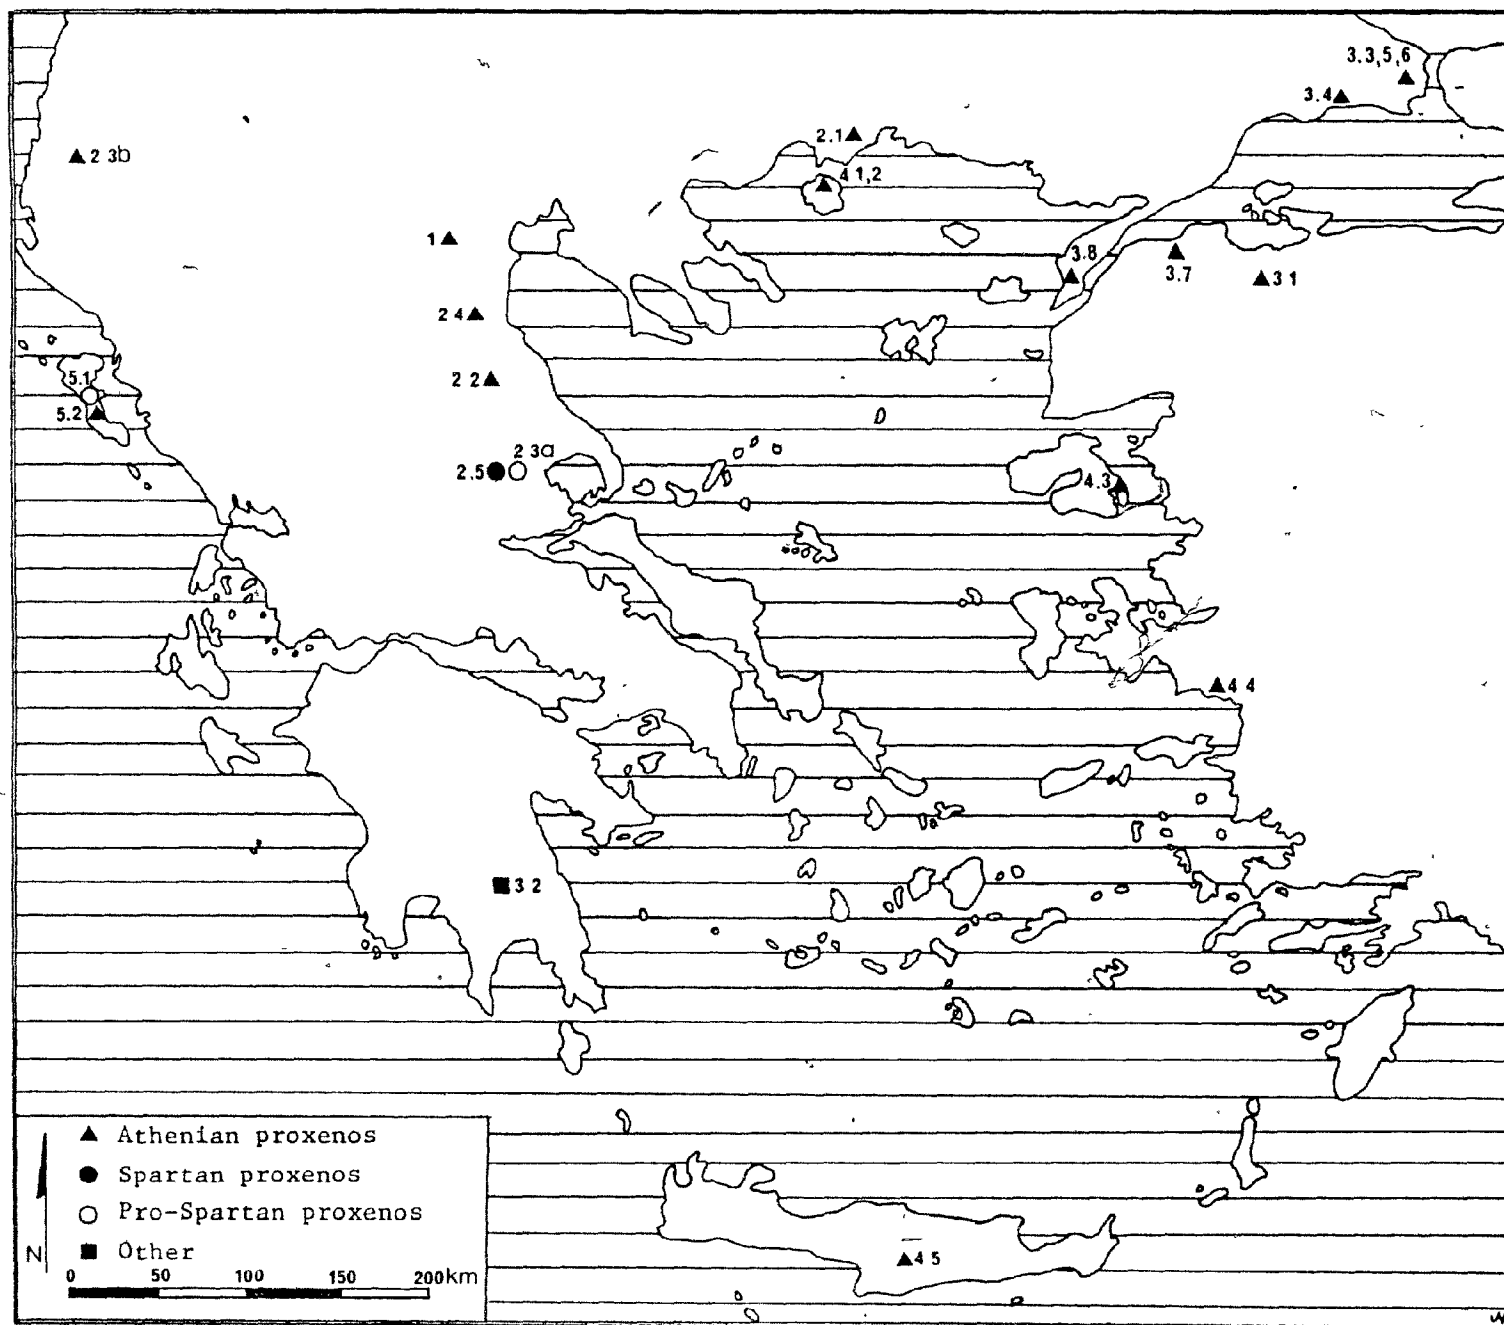 3.3,5,6
3.4▲
2.1▲
▲2 3b
4 1,2
1▲
3.8
3.7
▲3 1
2 4▲
2 2▲
5.1
5.2
2 3a
2.5
4.3
▲4 4
■3 2
▲4 5
▲ Athenian proxenos
● Spartan proxenos
○ Pro-Spartan proxenos
■ Other
N
0 50 100 150 200km